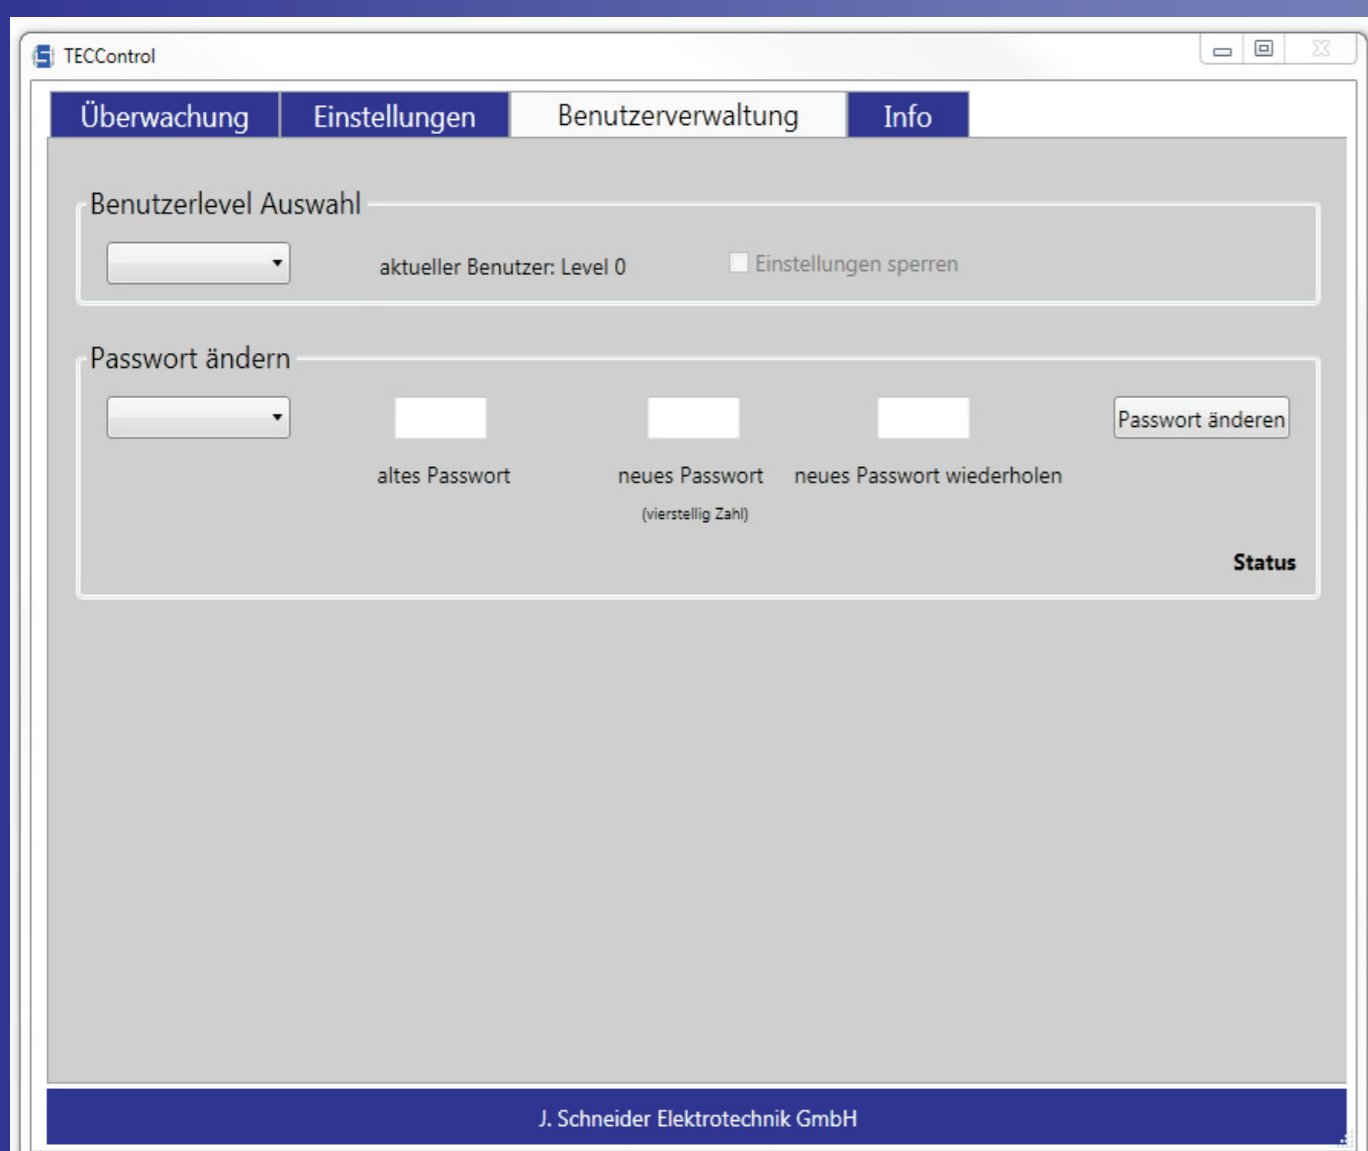 TECControl
Überwachung Einstellungen Benutzerverwaltung Info
Benutzerlevel Auswahl
aktueller Benutzer: Level 0 Einstellungen sperren
Passwort ändern
Passwort änderen
altes Passwort neues Passwort neues Passwort wiederholen
(vierstellig Zahl)
Status
J. Schneider Elektrotechnik GmbH